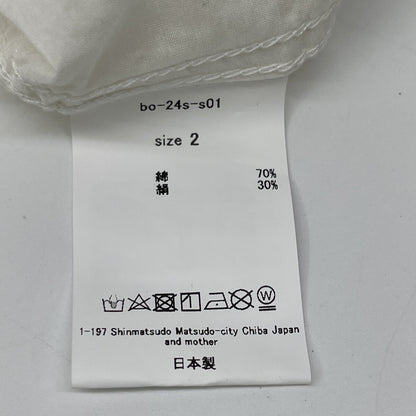 bo-24s-s01
size 2
綿 70%
絹 30%
W
1-197 Shinmatsudo Matsudo-city Chiba Japan
and mother
日本製